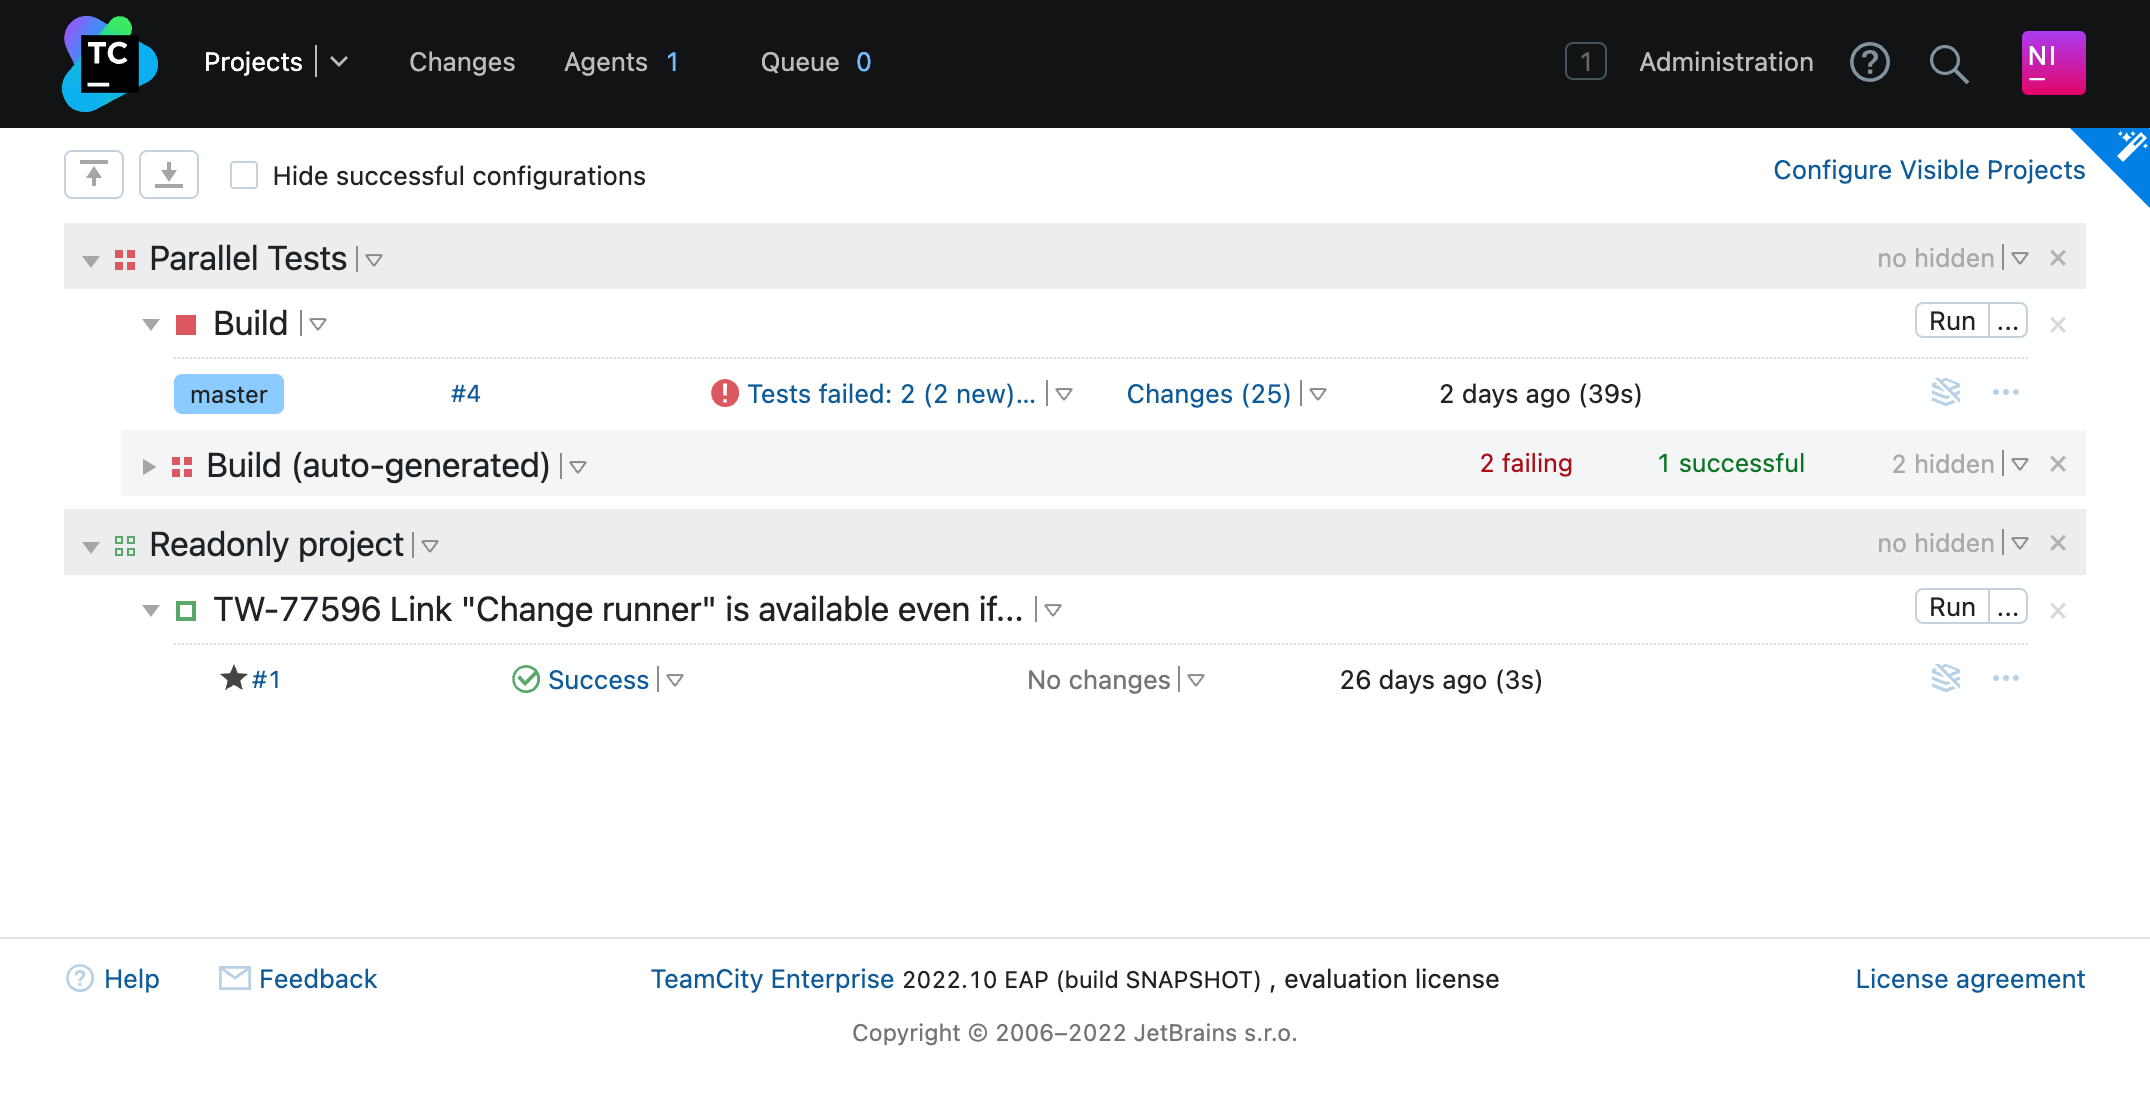 TC Projects Changes Agents 1 Queue 0 1 Administration NI
Hide successful configurations Configure Visible Projects
Parallel Tests no hidden
Build Run ...
master #4 Tests failed: 2 (2 new)... Changes (25) 2 days ago (39s)
Build (auto-generated) 2 failing 1 successful 2 hidden
Readonly project no hidden
TW-77596 Link "Change runner" is available even if... Run ...
#1 Success No changes 26 days ago (3s)
Help Feedback TeamCity Enterprise 2022.10 EAP (build SNAPSHOT) , evaluation license License agreement
Copyright © 2006–2022 JetBrains s.r.o.